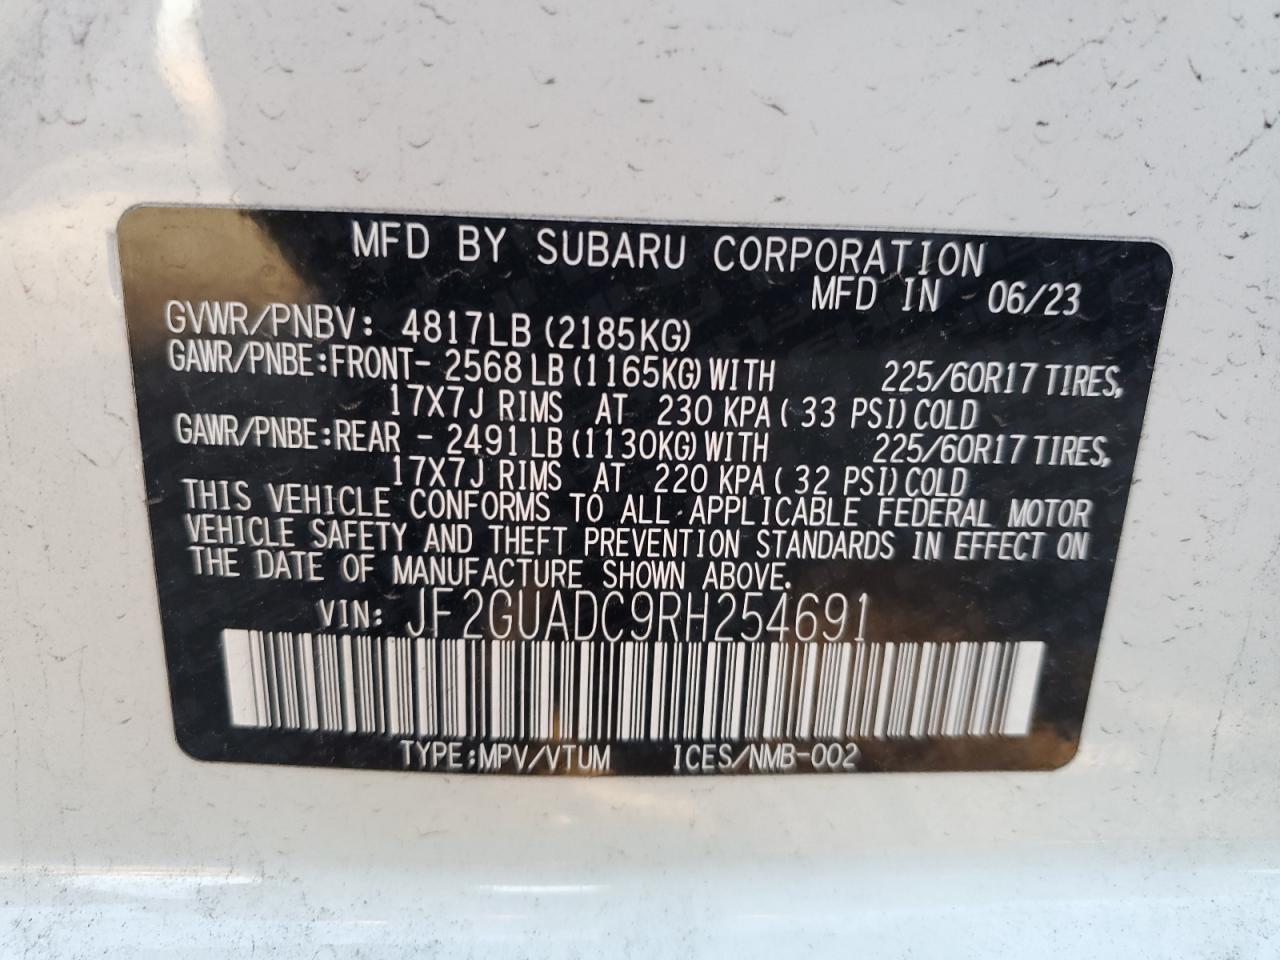 MFD BY SUBARU CORPORATION
MFD IN 06/23
GVWR/PNBV: 4817LB (2185KG)
GAWR/PNBE:FRONT- 2568 LB (1165KG) WITH 225/60R17 TIRES,
17X7J RIMS AT 230 KPA ( 33 PSI) COLD
GAWR/PNBE:REAR - 2491 LB (1130KG) WITH 225/60R17 TIRES,
17X7J RIMS AT 220 KPA ( 32 PSI) COLD
THIS VEHICLE CONFORMS TO ALL APPLICABLE FEDERAL MOTOR
VEHICLE SAFETY AND THEFT PREVENTION STANDARDS IN EFFECT ON
THE DATE OF MANUFACTURE SHOWN ABOVE.
VIN: JF2GUADC9RH254691
TYPE:MPV/VTUM ICES/NMB-002